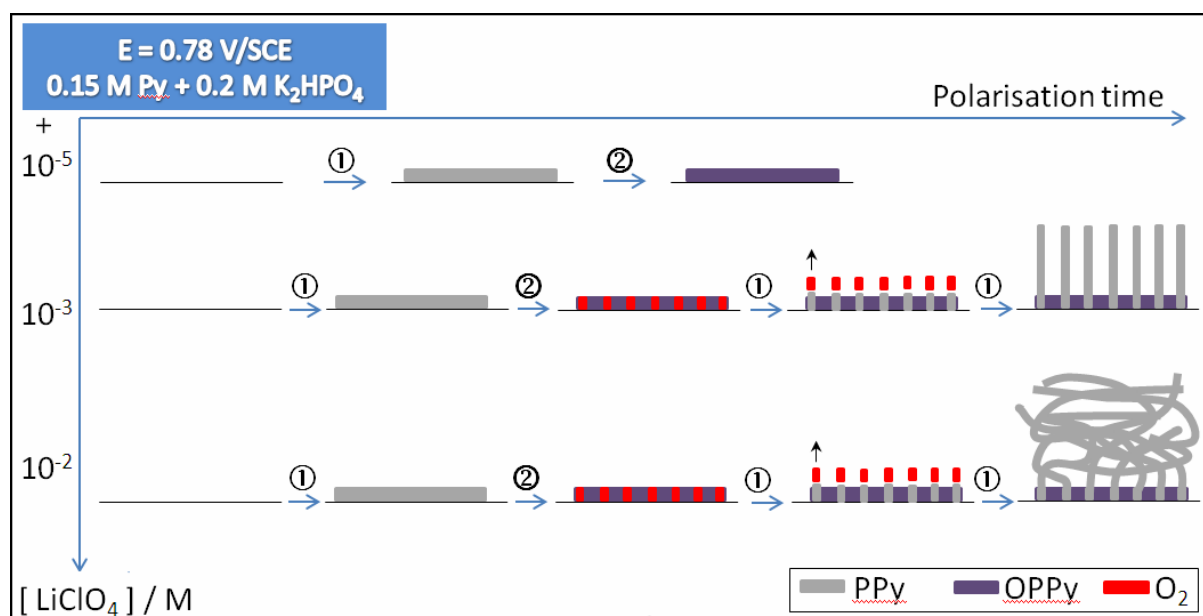 E = 0.78 V/SCE
0.15 M Py + 0.2 M K₂HPO₄
Polarisation time
+
10⁻⁵
① ②
10⁻³
① ② ① ①
10⁻²
① ② ① ①
[ LiClO₄ ] / M
PPy OPPy O₂